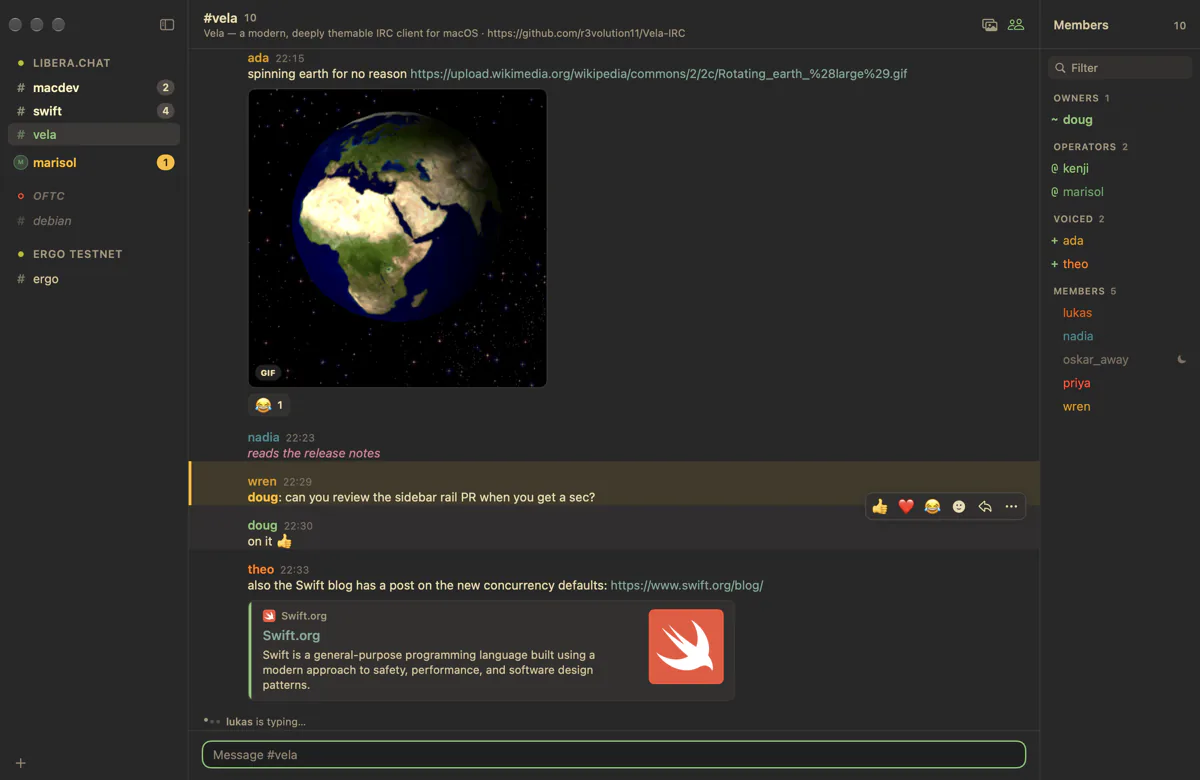 LIBERA.CHAT
# macdev 2
# swift 4
# vela
M marisol 1
OFTC
# debian
ERGO TESTNET
# ergo
+
#vela 10
Vela — a modern, deeply themable IRC client for macOS · https://github.com/r3volution11/Vela-IRC
ada 22:15
spinning earth for no reason https://upload.wikimedia.org/wikipedia/commons/2/2c/Rotating_earth_%28large%29.gif
GIF
😂 1
nadia 22:23
reads the release notes
wren 22:29
doug: can you review the sidebar rail PR when you get a sec?
doug 22:30
on it 👍
theo 22:33
also the Swift blog has a post on the new concurrency defaults: https://www.swift.org/blog/
Swift.org
Swift.org
Swift is a general-purpose programming language built using a
modern approach to safety, performance, and software design
patterns.
lukas is typing…
Message #vela
Members 10
Filter
OWNERS 1
~ doug
OPERATORS 2
@ kenji
@ marisol
VOICED 2
+ ada
+ theo
MEMBERS 5
lukas
nadia
oskar_away
priya
wren